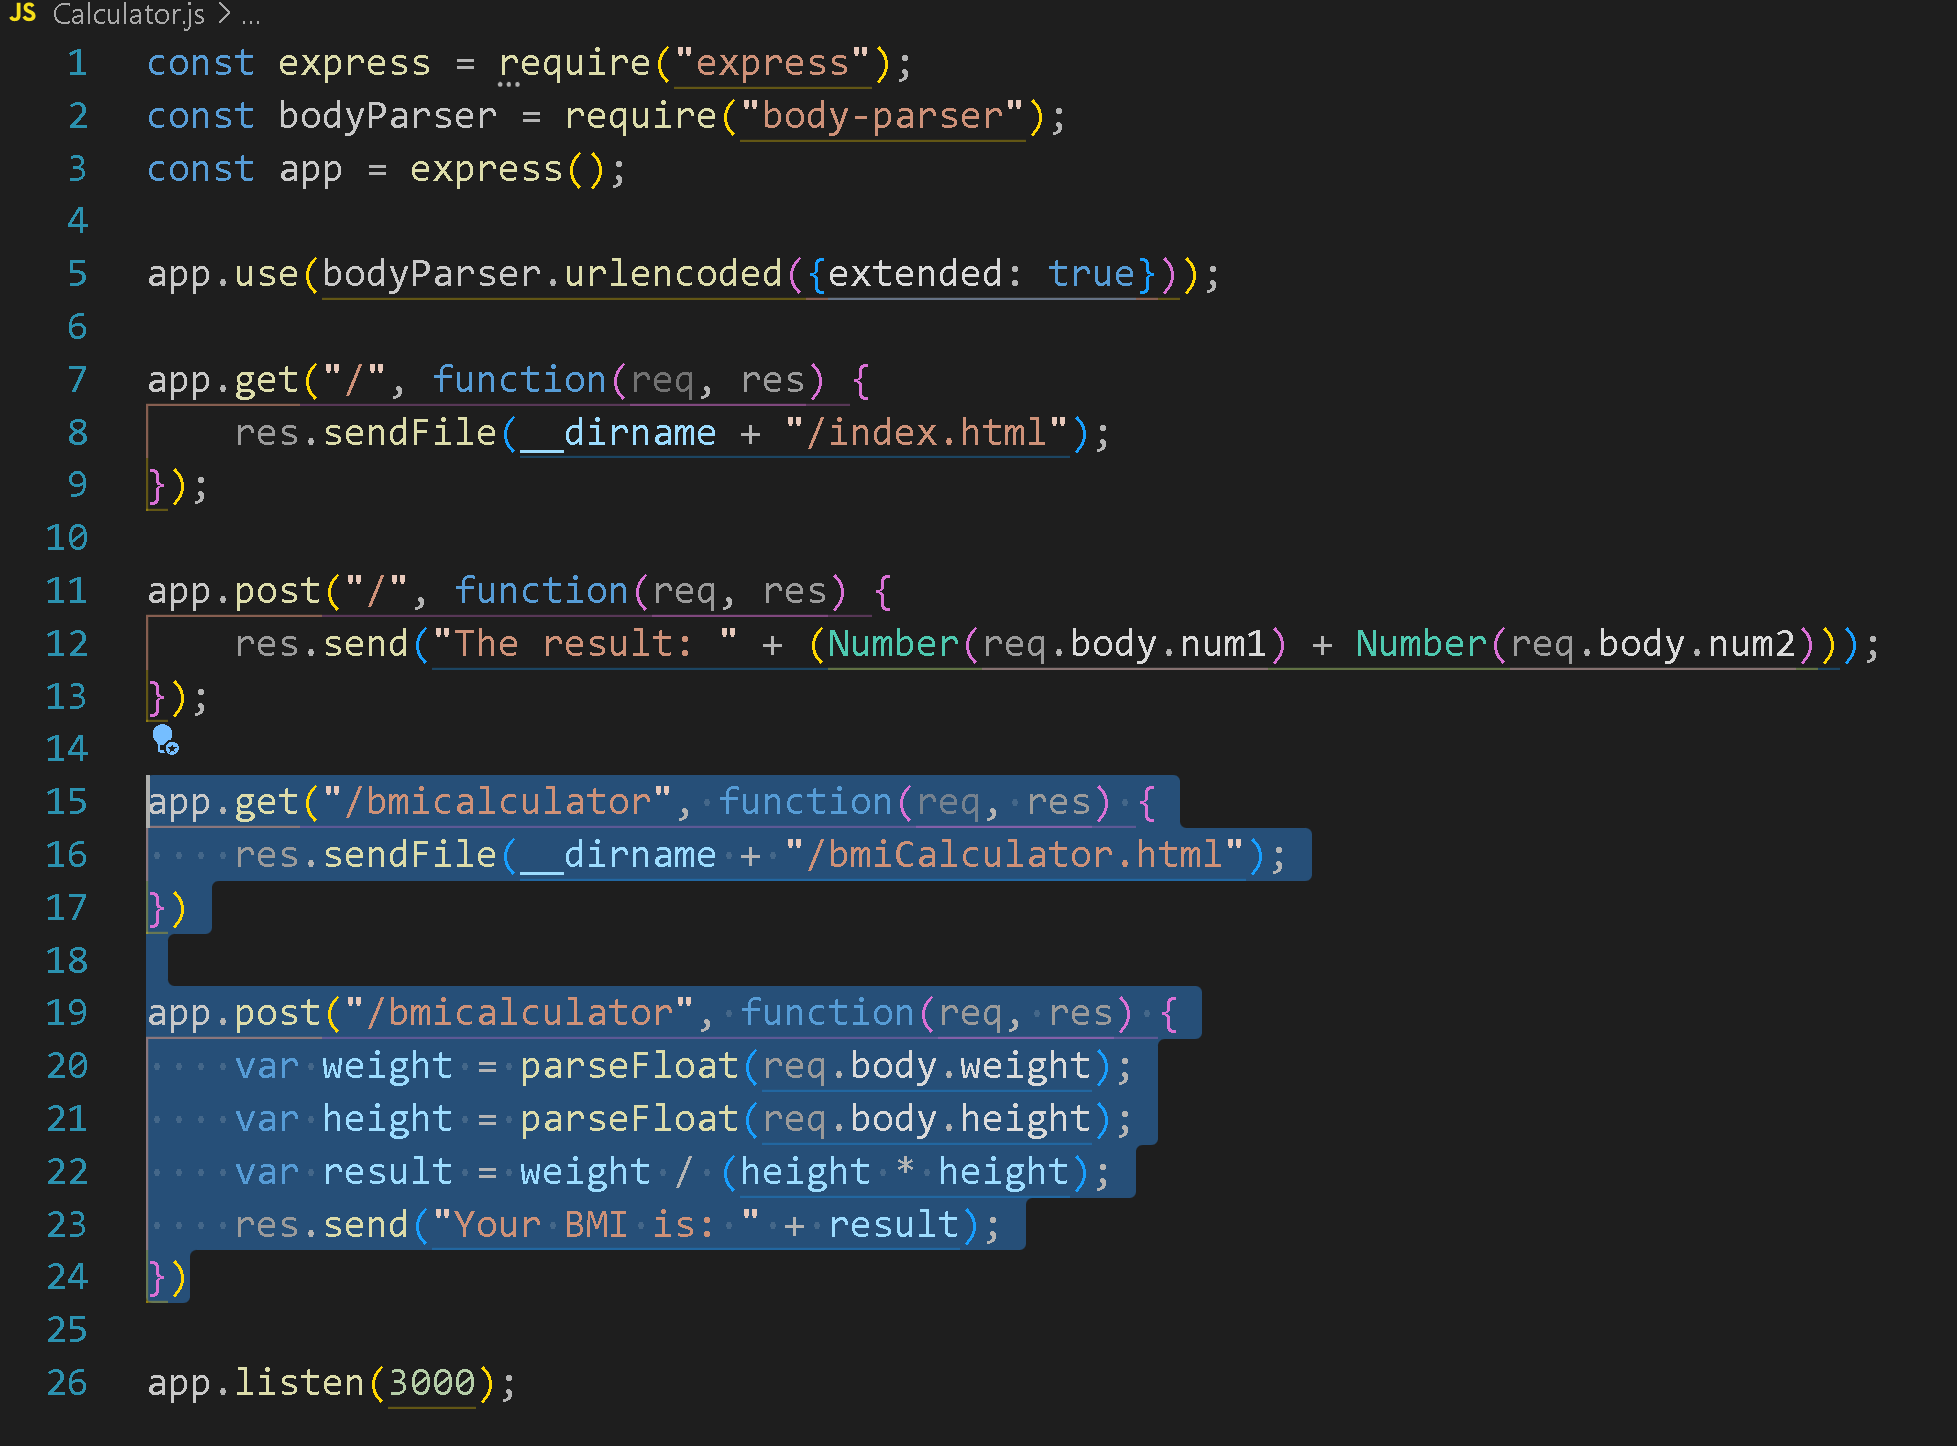 JS Calculator.js > ...
1 const express = require("express");
2 const bodyParser = require("body-parser");
3 const app = express();
4
5 app.use(bodyParser.urlencoded({extended: true}));
6
7 app.get("/", function(req, res) {
8     res.sendFile(__dirname + "/index.html");
9 });
10
11 app.post("/", function(req, res) {
12     res.send("The result: " + (Number(req.body.num1) + Number(req.body.num2)));
13 });
14
15 app.get("/bmicalculator", function(req, res) {
16     res.sendFile(__dirname + "/bmiCalculator.html");
17 })
18
19 app.post("/bmicalculator", function(req, res) {
20     var weight = parseFloat(req.body.weight);
21     var height = parseFloat(req.body.height);
22     var result = weight / (height * height);
23     res.send("Your BMI is: " + result);
24 })
25
26 app.listen(3000);